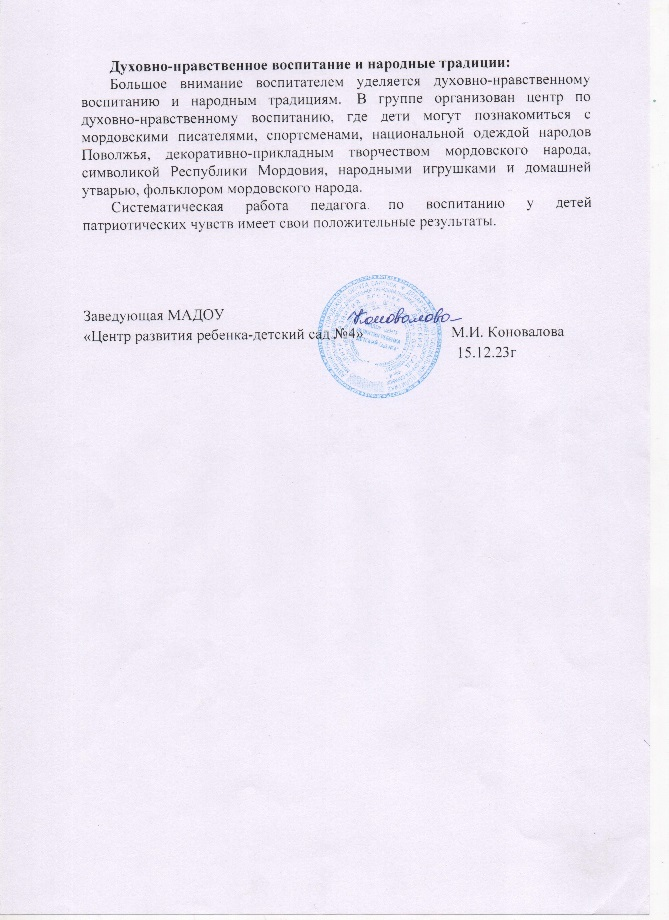 Духовно-нравственное воспитание и народные традиции:
Большое внимание воспитателем уделяется духовно-нравственному
воспитанию и народным традициям. В группе организован центр по
духовно-нравственному воспитанию, где дети могут познакомиться с
мордовскими писателями, спортсменами, национальной одеждой народов
Поволжья, декоративно-прикладным творчеством мордовского народа,
символикой Республики Мордовия, народными игрушками и домашней
утварью, фольклором мордовского народа.
Систематическая работа педагога по воспитанию у детей
патриотических чувств имеет свои положительные результаты.
Заведующая МАДОУ
Коновалова
«Центр развития ребенка-детский сад №4» М.И. Коновалова
15.12.23г